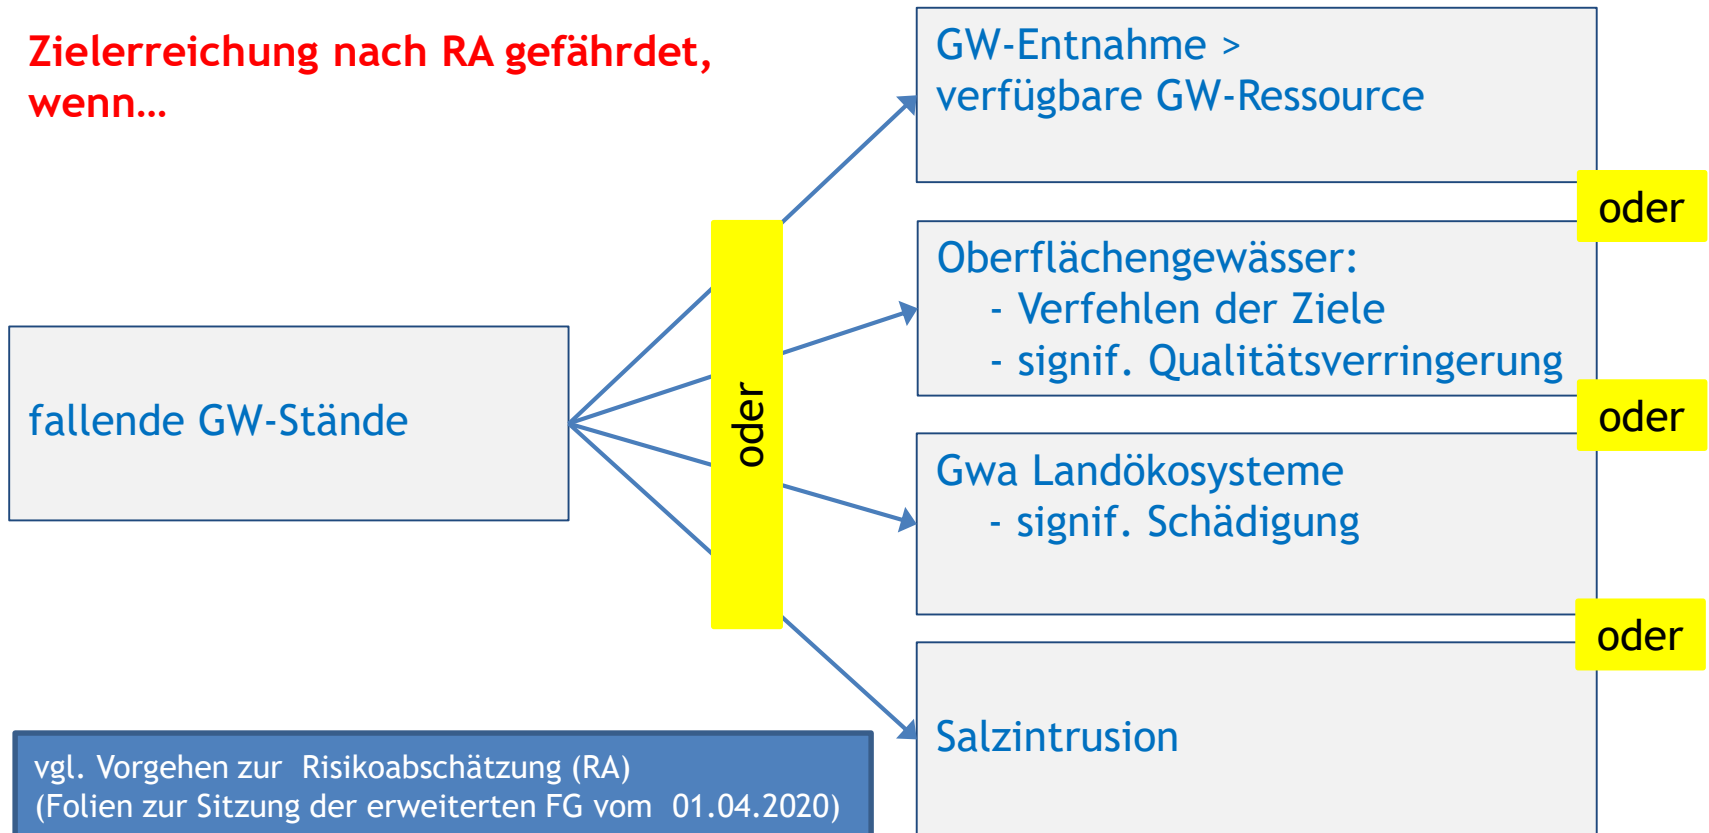 Zielerreichung nach RA gefährdet,
wenn…
fallende GW-Stände
oder
GW-Entnahme >
verfügbare GW-Ressource
oder
Oberflächengewässer:
- Verfehlen der Ziele
- signif. Qualitätsverringerung
oder
Gwa Landökosysteme
- signif. Schädigung
oder
Salzintrusion
vgl. Vorgehen zur Risikoabschätzung (RA)
(Folien zur Sitzung der erweiterten FG vom 01.04.2020)